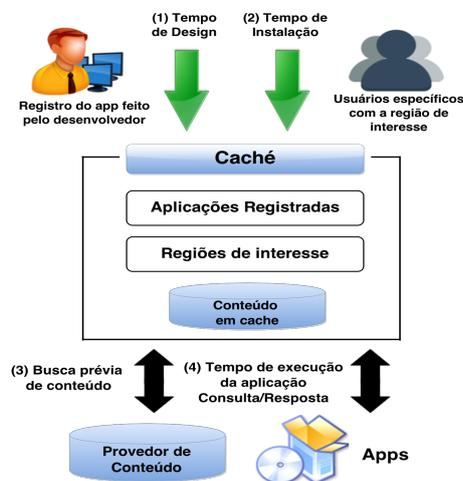 (1) Tempo
de Design
(2) Tempo de
Instalação
Registro do app feito
pelo desenvolvedor
Usuários específicos
com a região de
interesse
Caché
Aplicações Registradas
Regiões de interesse
Conteúdo
em cache
(3) Busca prévia
de conteúdo
(4) Tempo de execução
da aplicação
Consulta/Resposta
Provedor de
Conteúdo
Apps